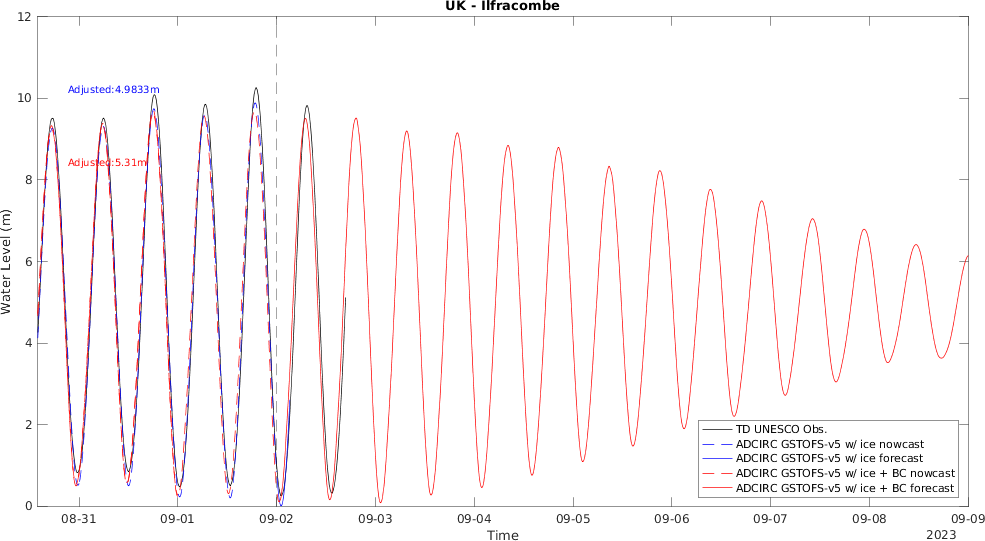 UK - Ilfracombe
12
10
8
6
4
2
0
Water Level (m)
Adjusted:4.9833m
Adjusted:5.31m
TD UNESCO Obs.
ADCIRC GSTOFS-v5 w/ ice nowcast
ADCIRC GSTOFS-v5 w/ ice forecast
ADCIRC GSTOFS-v5 w/ ice + BC nowcast
ADCIRC GSTOFS-v5 w/ ice + BC forecast
08-31 09-01 09-02 09-03 09-04 09-05 09-06 09-07 09-08 09-09
Time
2023